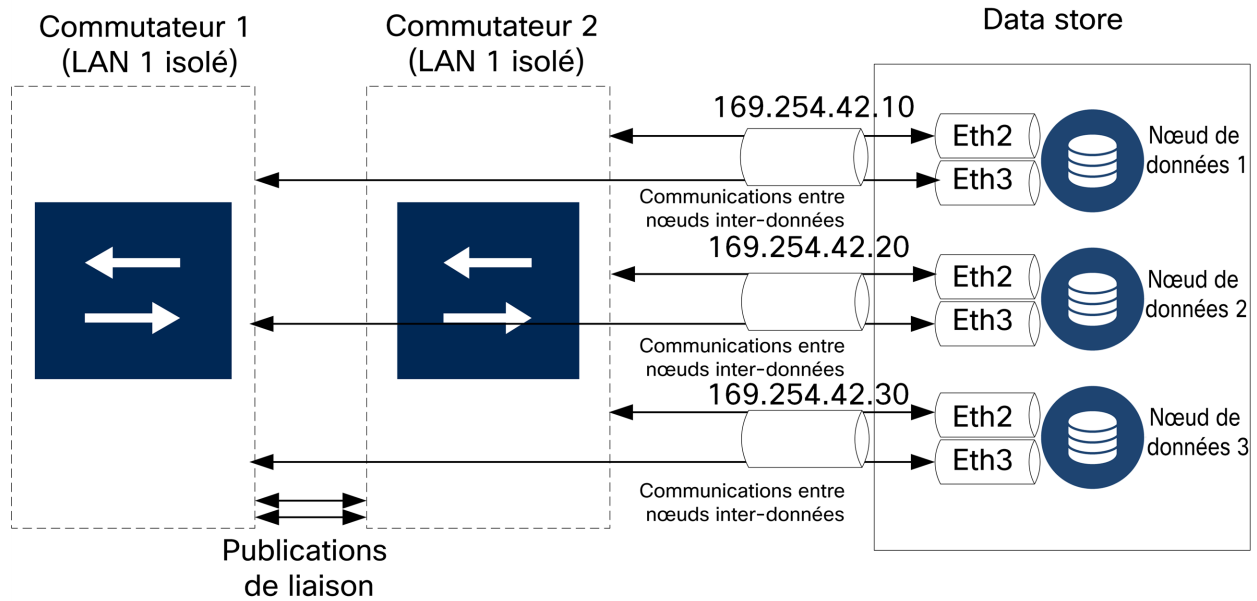 Commutateur 1
(LAN 1 isolé)
Commutateur 2
(LAN 1 isolé)
Data store
169.254.42.10
Eth2
Eth3
Nœud de
données 1
Communications entre
nœuds inter-données
169.254.42.20
Eth2
Eth3
Nœud de
données 2
Communications entre
nœuds inter-données
169.254.42.30
Eth2
Eth3
Nœud de
données 3
Communications entre
nœuds inter-données
Publications
de liaison